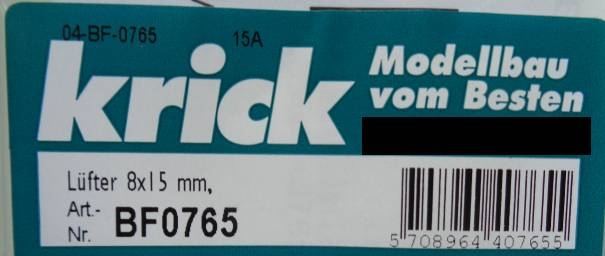 04-BF-0765 15A
krick
Modellbau
vom Besten
Lüfter 8x15 mm,
Art.-
Nr. BF0765
5 708964 407655